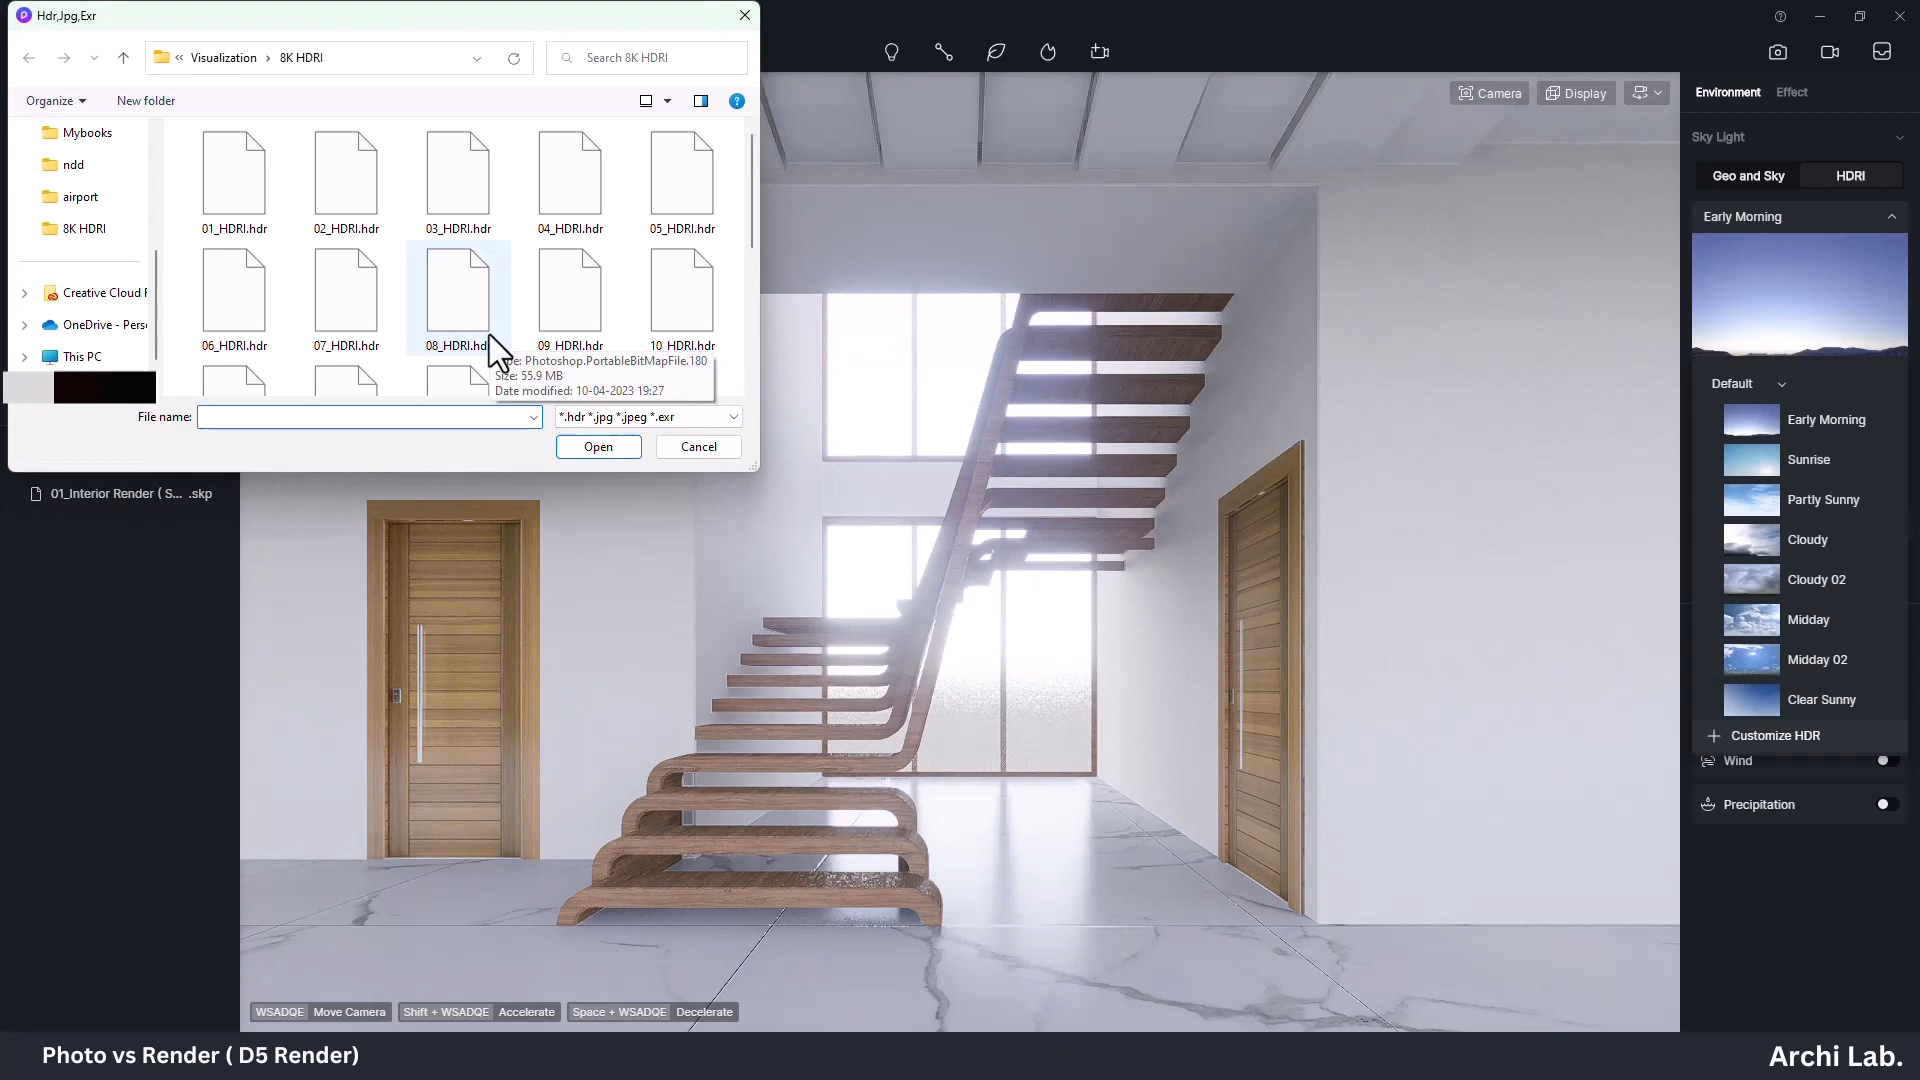 Hdr,Jpg,Exr
« Visualization › 8K HDRI
Search 8K HDRI
Organize
New folder
Mybooks
ndd
airport
8K HDRI
Creative Cloud F
OneDrive - Perso
This PC
01_HDRI.hdr
02_HDRI.hdr
03_HDRI.hdr
04_HDRI.hdr
05_HDRI.hdr
06_HDRI.hdr
07_HDRI.hdr
08_HDRI.hdr
09_HDRI.hdr
10_HDRI.hdr
Photoshop.PortableBitMapFile.180
Size: 55.9 MB
Date modified: 10-04-2023 19:27
File name:
*.hdr *.jpg *.jpeg *.exr
Open
Cancel
01_Interior Render ( S... .skp
Camera
Display
Environment
Effect
Sky Light
Geo and Sky
HDRI
Early Morning
Default
Early Morning
Sunrise
Partly Sunny
Cloudy
Cloudy 02
Midday
Midday 02
Clear Sunny
Customize HDR
Wind
Precipitation
WSADQE Move Camera
Shift + WSADQE Accelerate
Space + WSADQE Decelerate
Photo vs Render ( D5 Render)
Archi Lab.